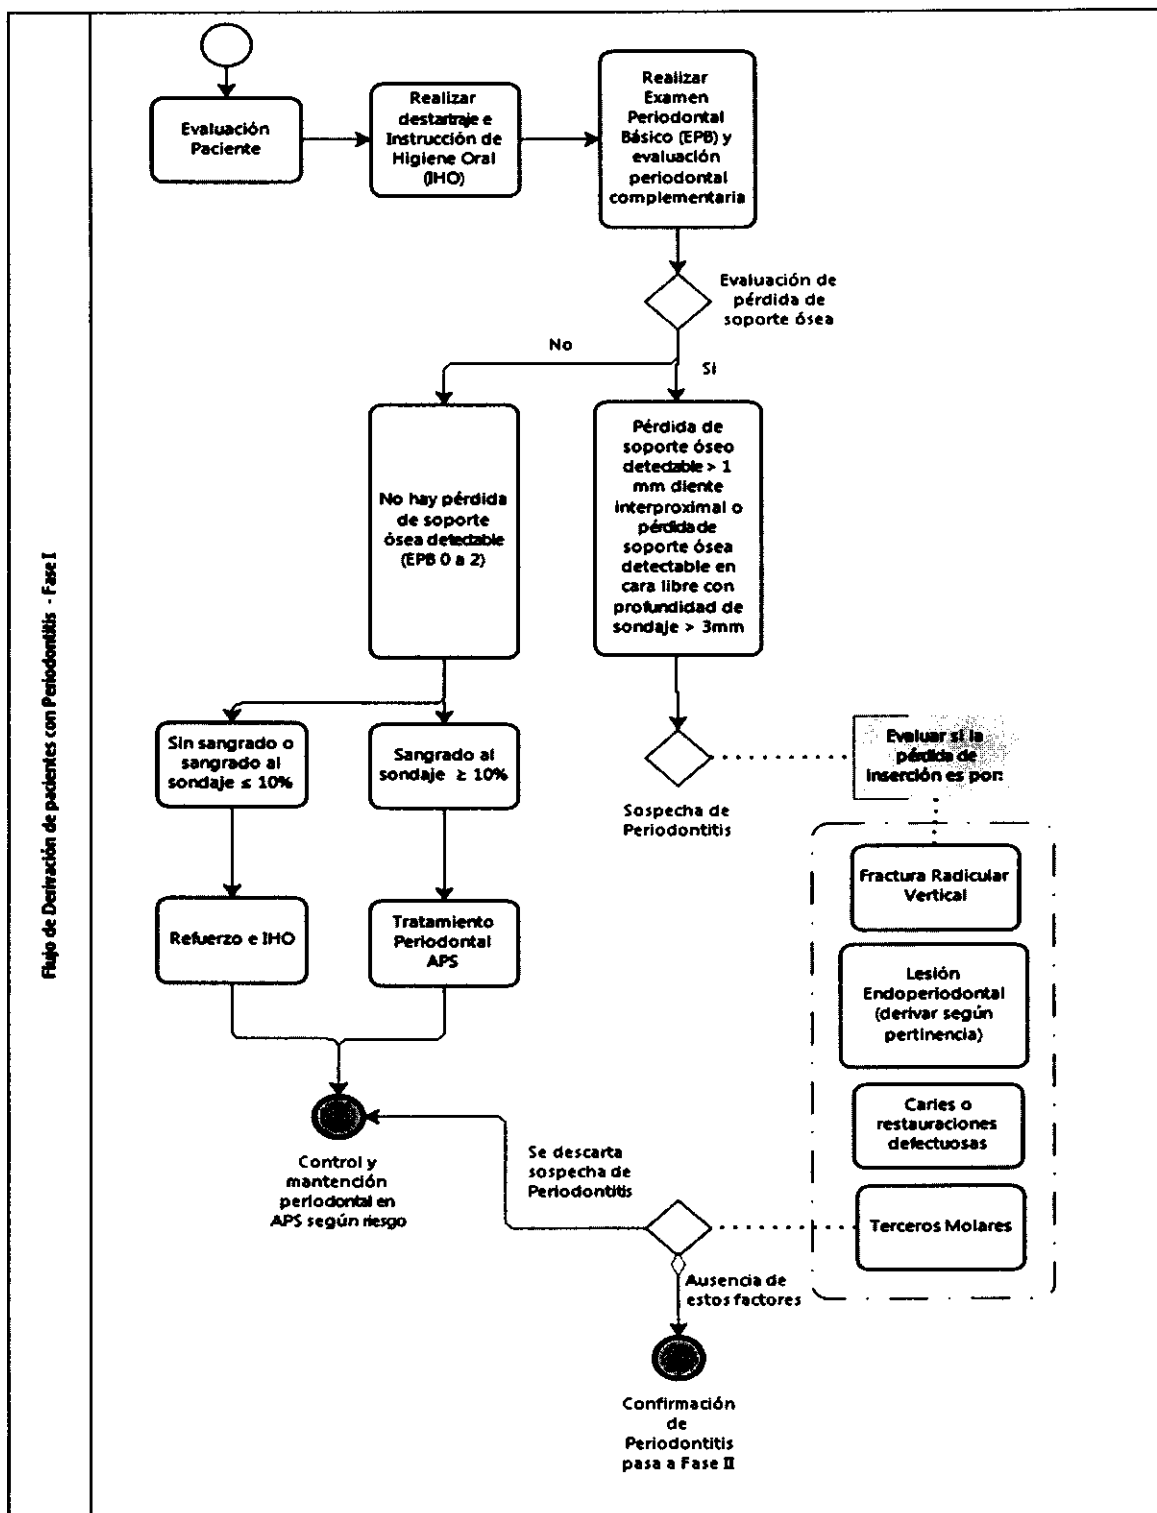 Flujo de Derivación de pacientes con Periodontitis - Fase I
Evaluación
Paciente
Realizar
destartraje e
Instrucción de
Higiene Oral
(IHO)
Realizar
Examen
Periodontal
Básico (EPB) y
evaluación
periodontal
complementaria
Evaluación de
pérdida de
soporte ósea
No
Si
No hay pérdida
de soporte
ósea detectable
(EPB 0 a 2)
Pérdida de
soporte óseo
detectable > 1
mm diente
interproximal o
pérdida de
soporte ósea
detectable en
cara libre con
profundidad de
sondaje > 3mm
Sin sangrado o
sangrado al
sondaje ≤ 10%
Sangrado al
sondaje ≥ 10%
Sospecha de
Periodontitis
Evaluar si la
pérdida de
inserción es por:
Fractura Radicular
Vertical
Lesión
Endoperiodontal
(derivar según
pertinencia)
Caries o
restauraciones
defectuosas
Terceros Molares
Refuerzo e IHO
Tratamiento
Periodontal
APS
Control y
mantención
periodontal en
APS según riesgo
Se descarta
sospecha de
Periodontitis
Ausencia de
estos factores
Confirmación
de
Periodontitis
pasa a Fase II